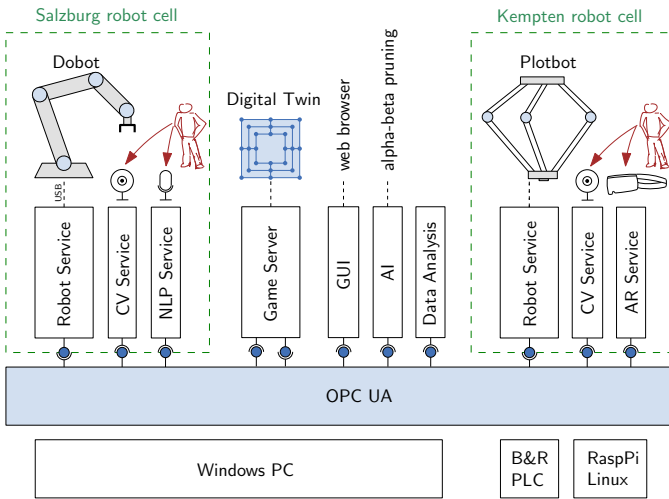 Salzburg robot cell
Kempten robot cell
Dobot
Digital Twin
web browser
alpha-beta pruning
Plotbot
USB
Robot Service
CV Service
NLP Service
Game Server
GUI
AI
Data Analysis
Robot Service
CV Service
AR Service
OPC UA
Windows PC
B&R
PLC
RaspPi
Linux